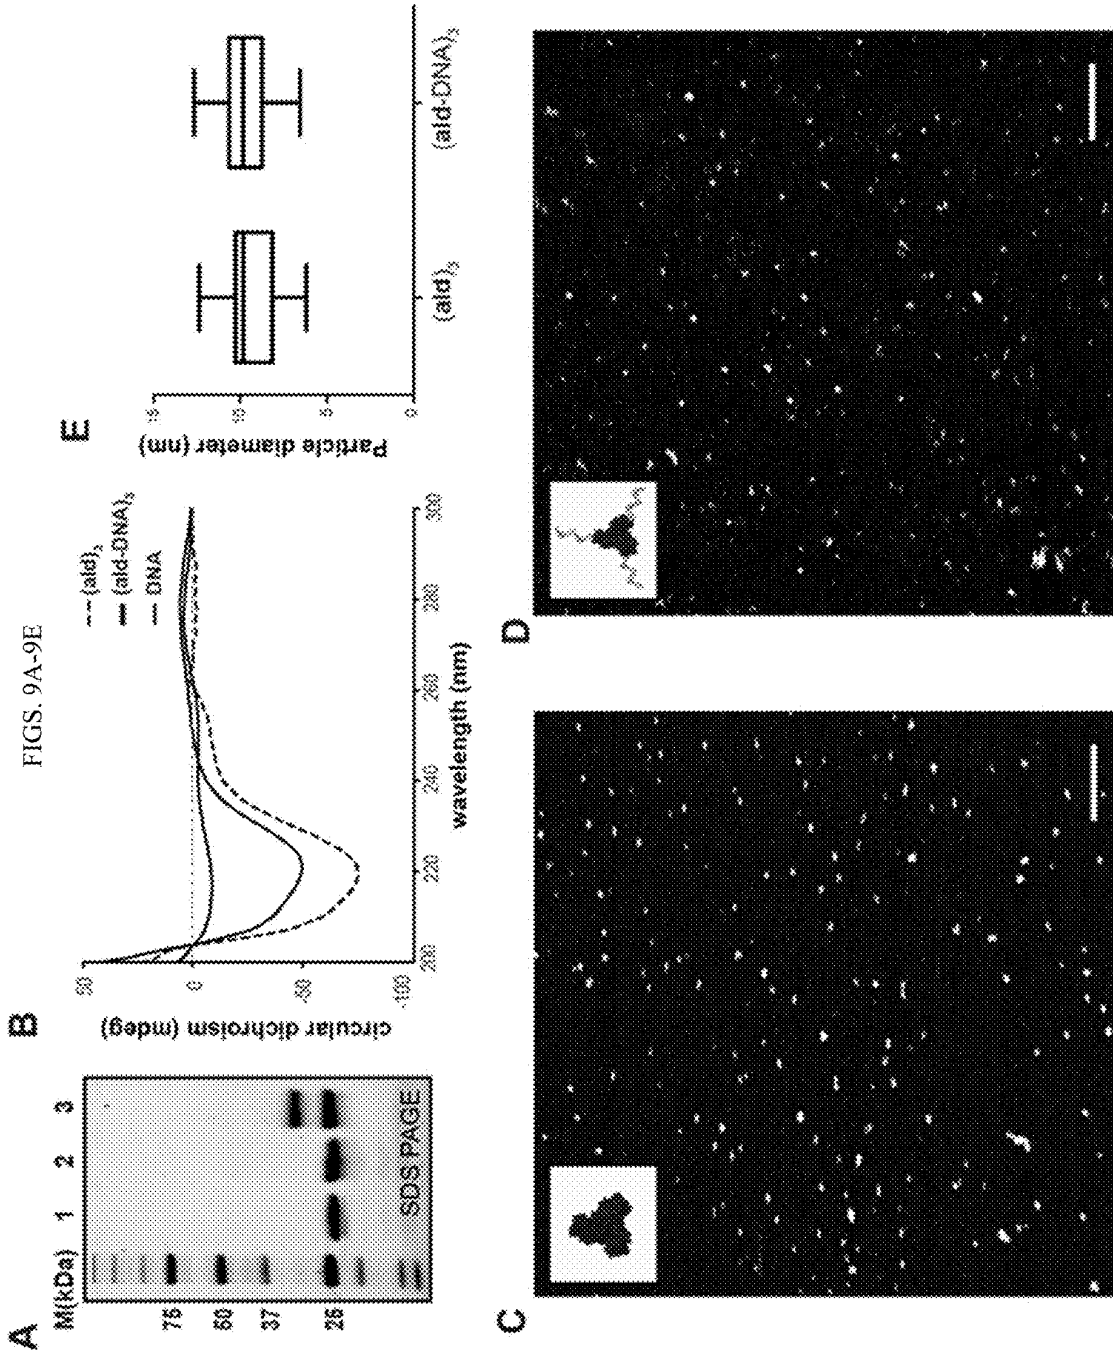 FIGS. 9A-9E
A
M(kDa) 1 2 3
75
50
37
25
SDS PAGE
B
circular dichroism (mdeg)
50
0
-50
-100
200 220 240 260 280 300
wavelength (nm)
(ald)3
(ald-DNA)3
DNA
E
Particle diameter (nm)
15
10
5
0
(ald)3 (ald-DNA)3
C
D